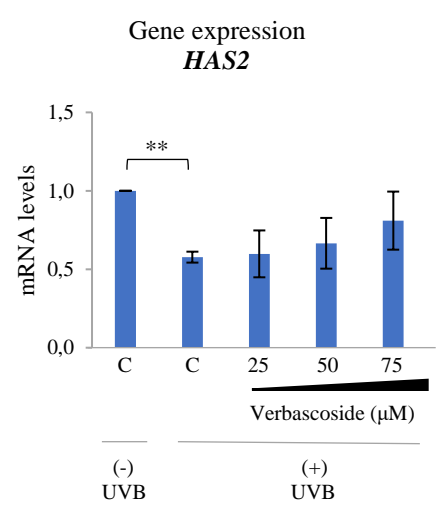 Gene expression
HAS2
1,5
**
1,0
mRNA levels
0,5
0,0
C C 25 50 75
Verbascoside (μM)
(-) (+)
UVB UVB